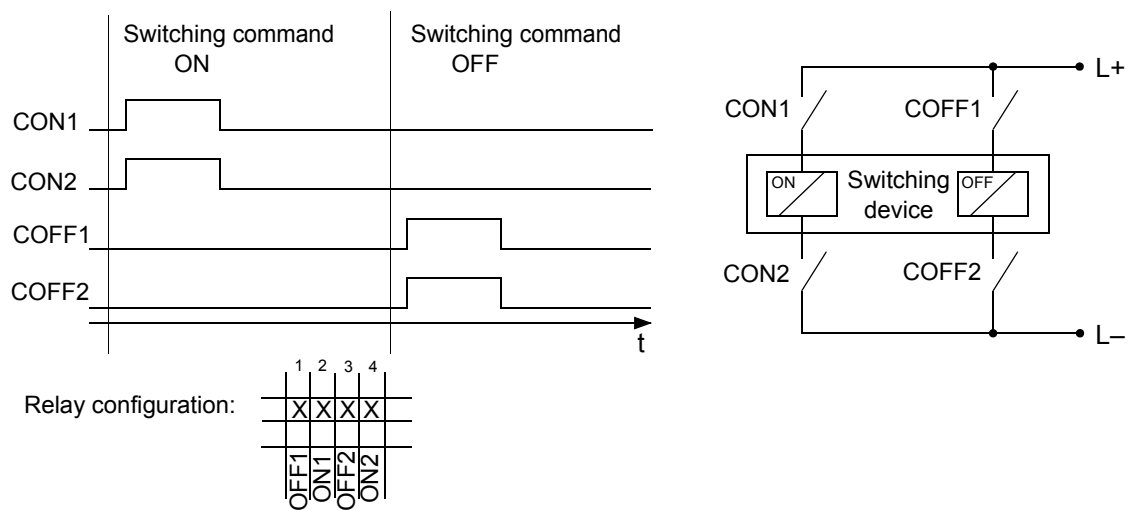 Switching command
ON
Switching command
OFF
CON1
CON2
COFF1
COFF2
t
L+
CON1
COFF1
ON
Switching
device
OFF
CON2
COFF2
L–
Relay configuration:
1 2 3 4
X X X X
OFF1
ON1
OFF2
ON2